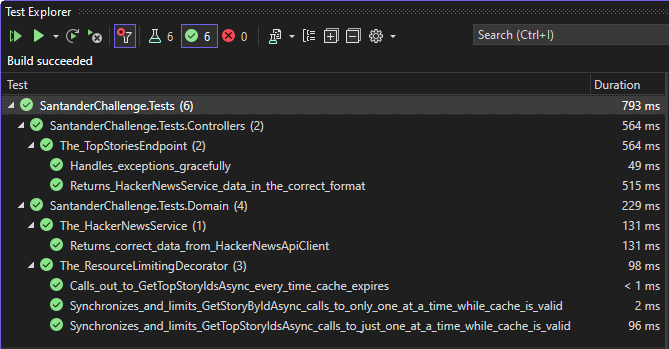 Test Explorer
6 6 0 Search (Ctrl+I)
Build succeeded
Test Duration
SantanderChallenge.Tests (6) 793 ms
SantanderChallenge.Tests.Controllers (2) 564 ms
The_TopStoriesEndpoint (2) 564 ms
Handles_exceptions_gracefully 49 ms
Returns_HackerNewsService_data_in_the_correct_format 515 ms
SantanderChallenge.Tests.Domain (4) 229 ms
The_HackerNewsService (1) 131 ms
Returns_correct_data_from_HackerNewsApiClient 131 ms
The_ResourceLimitingDecorator (3) 98 ms
Calls_out_to_GetTopStoryIdsAsync_every_time_cache_expires < 1 ms
Synchronizes_and_limits_GetStoryByIdAsync_calls_to_only_one_at_a_time_while_cache_is_valid 2 ms
Synchronizes_and_limits_GetTopStoryIdsAsync_calls_to_just_one_at_a_time_while_cache_is_valid 96 ms